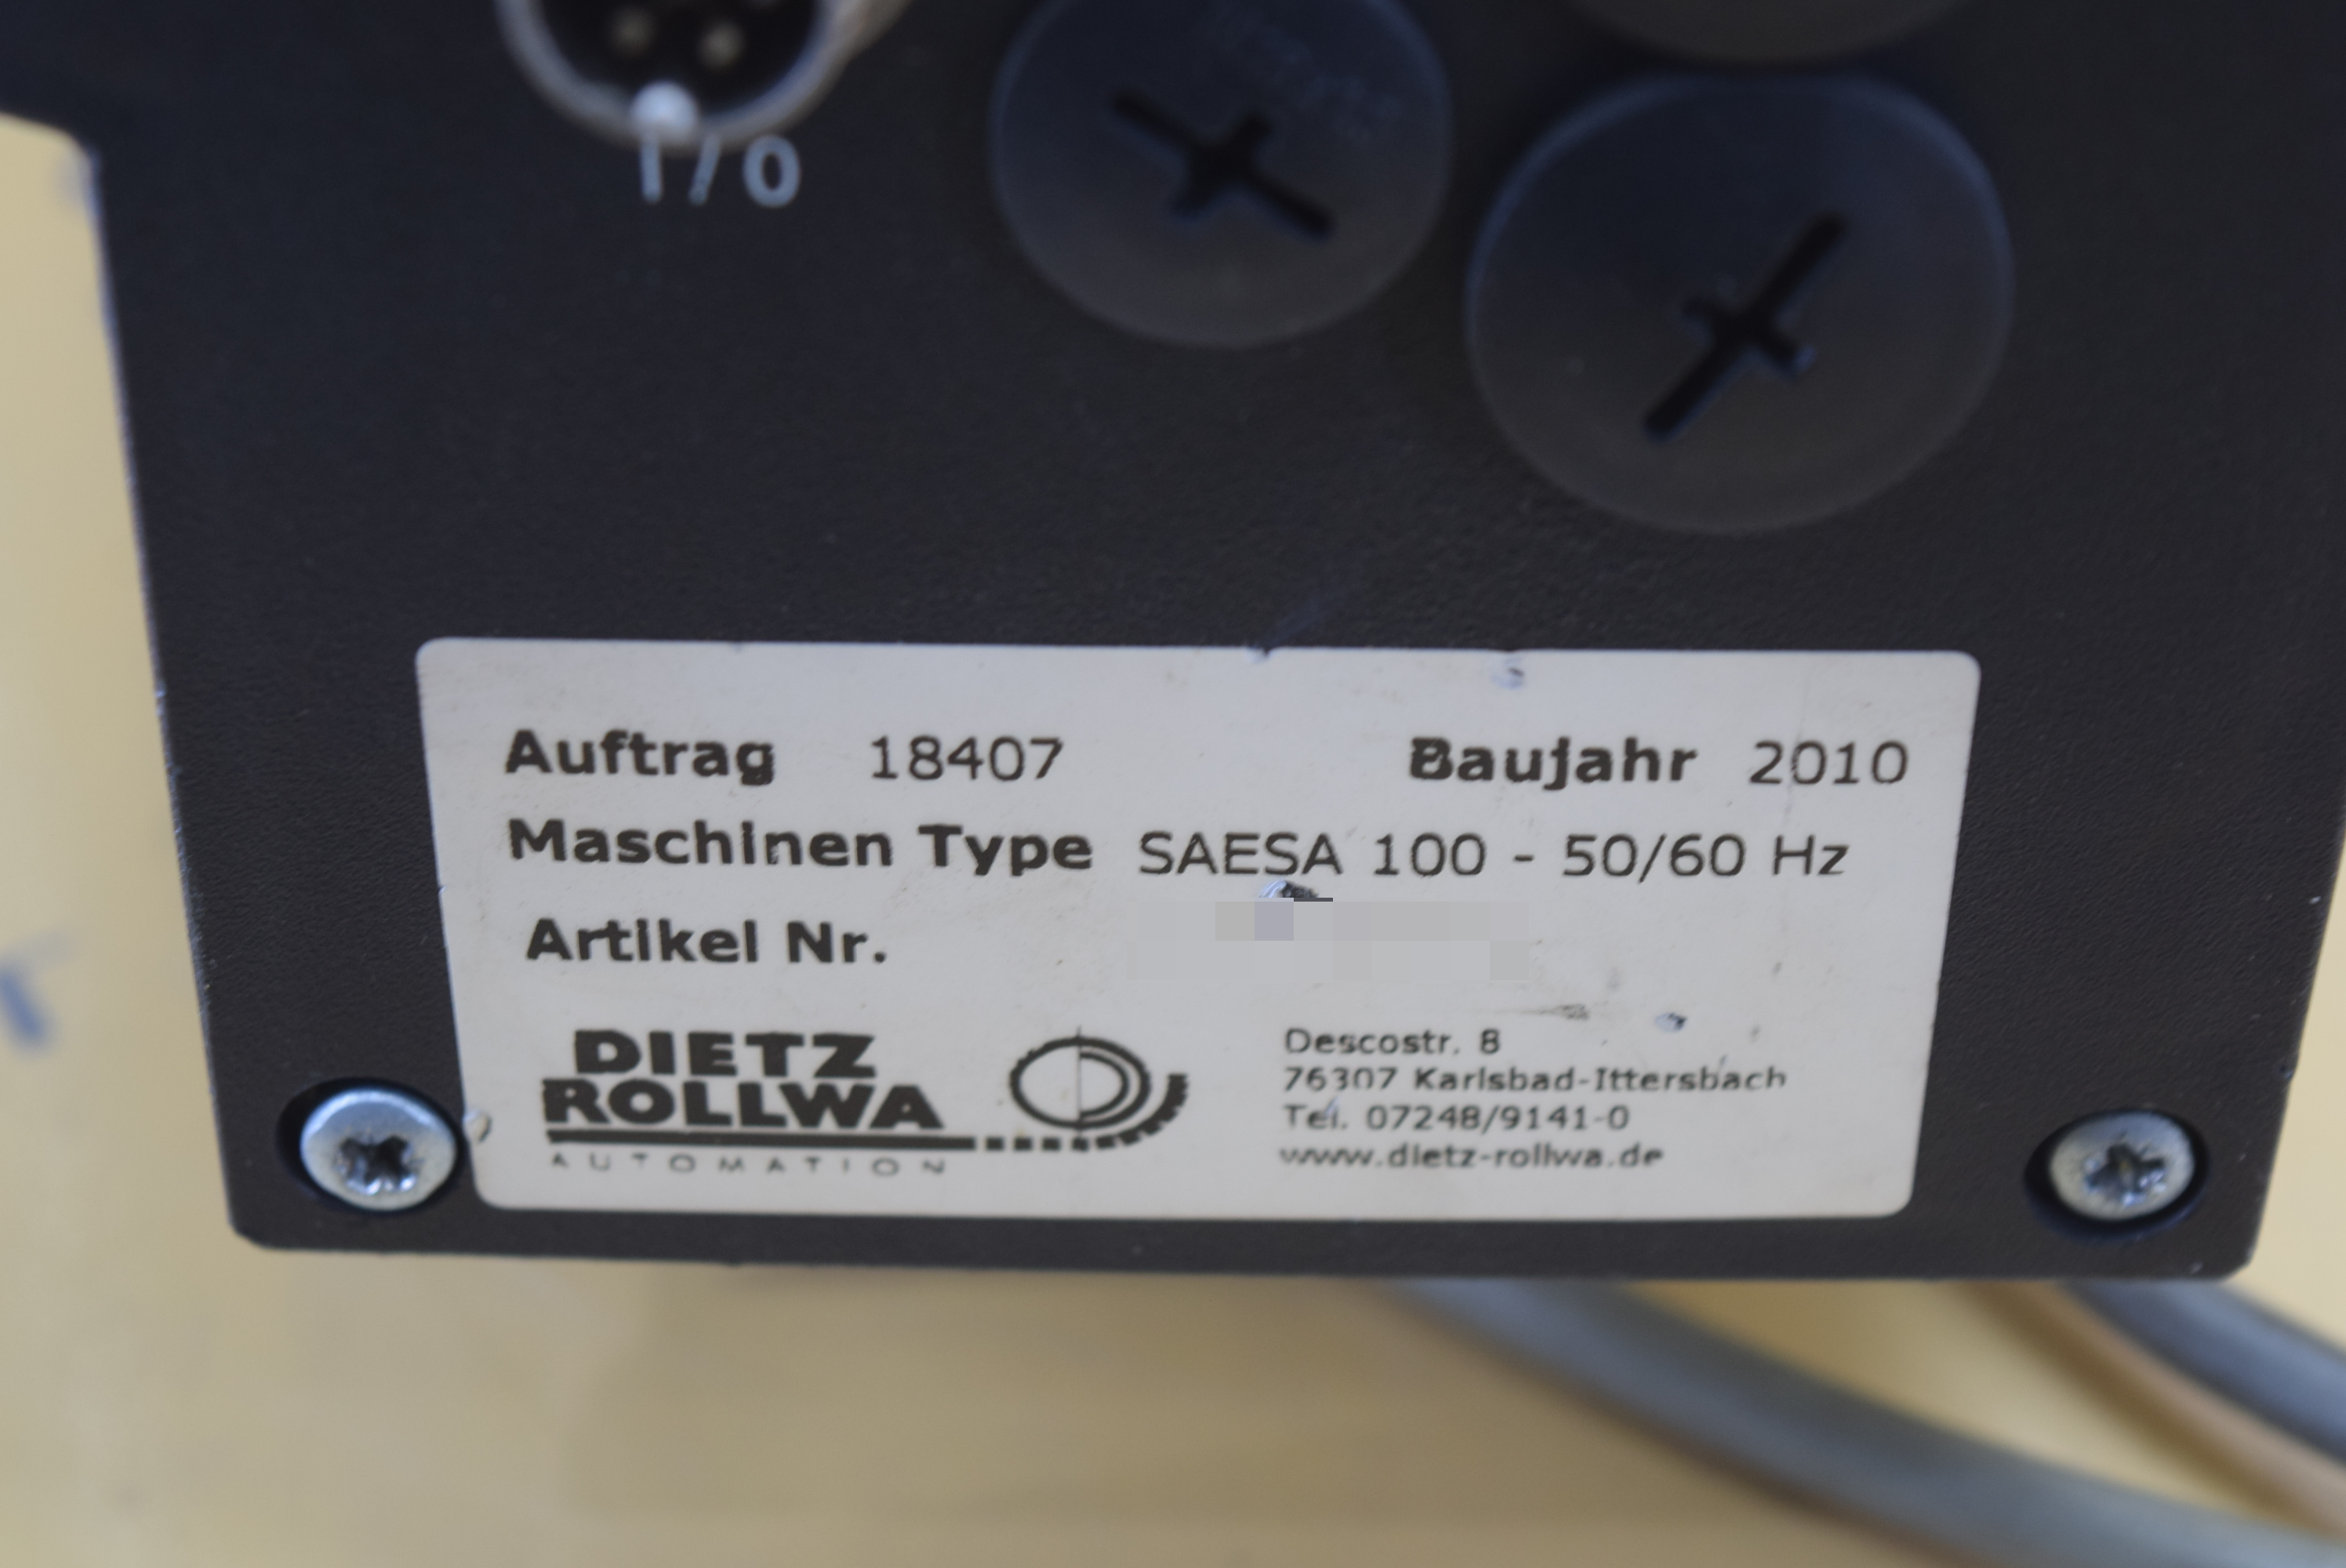 I/O
Auftrag 18407 Baujahr 2010
Maschinen Type SAESA 100 - 50/60 Hz
Artikel Nr.
DIETZ
ROLLWA
AUTOMATION
Descostr. 8
76307 Karlsbad-Ittersbach
Tel. 07248/9141-0
www.dietz-rollwa.de